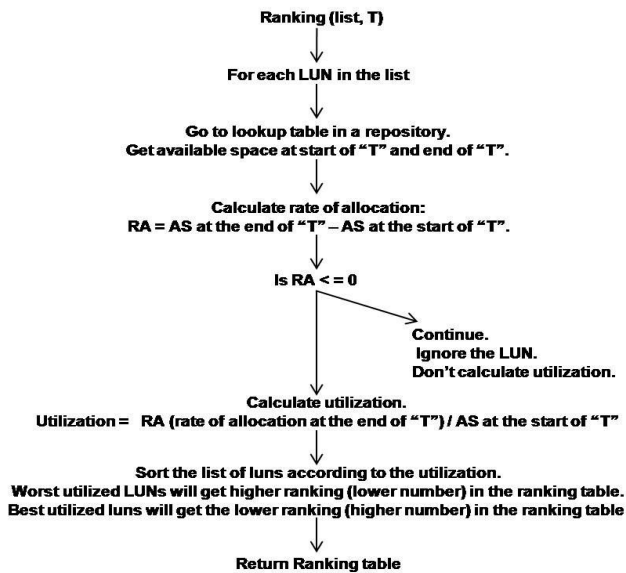 Ranking (list, T)
For each LUN in the list
Go to lookup table in a repository.
Get available space at start of “T” and end of “T”.
Calculate rate of allocation:
RA = AS at the end of “T” – AS at the start of “T”.
Is RA < = 0
Continue.
Ignore the LUN.
Don’t calculate utilization.
Calculate utilization.
Utilization = RA (rate of allocation at the end of “T”) / AS at the start of “T”
Sort the list of luns according to the utilization.
Worst utilized LUNs will get higher ranking (lower number) in the ranking table.
Best utilized luns will get the lower ranking (higher number) in the ranking table
Return Ranking table